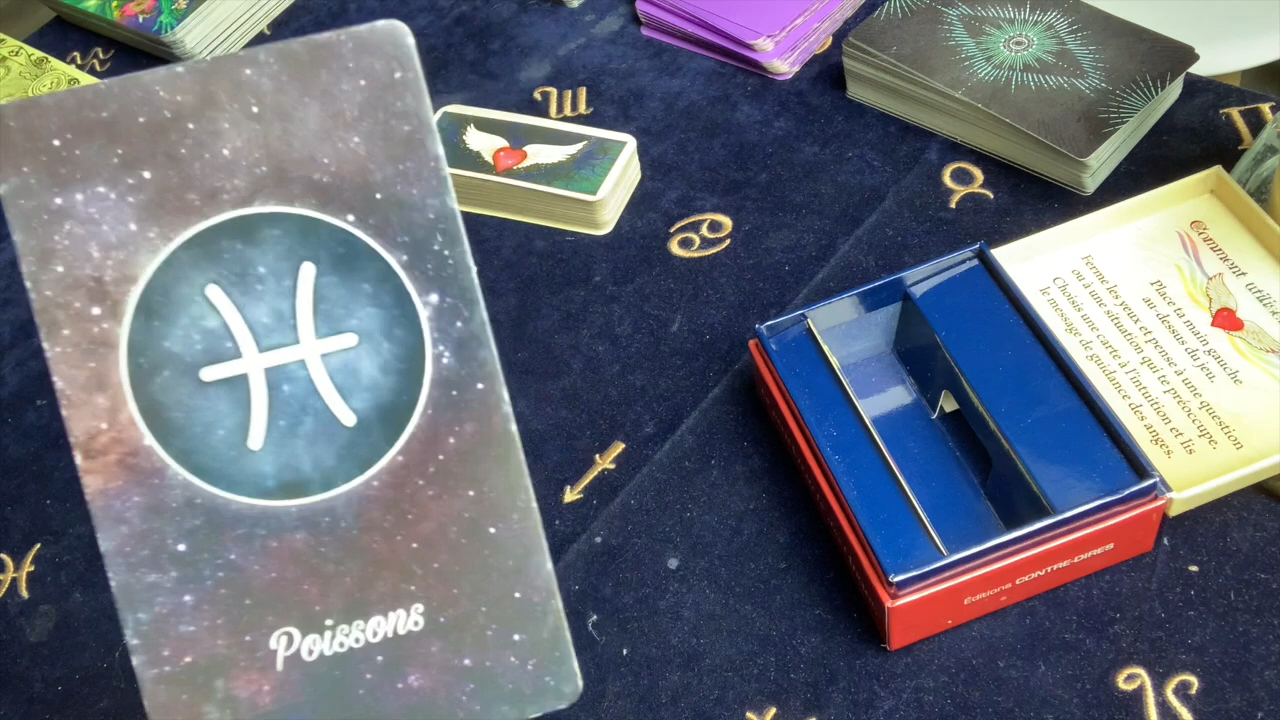 Poissons
Comment utilise
Place ta main gauche
au-dessus du jeu.
Ferme les yeux et pense à une question
ou à une situation qui te préoccupe.
Choisis une carte à l'intuition et lis
le message de guidance des anges.
Éditions CONTRE-DIRES